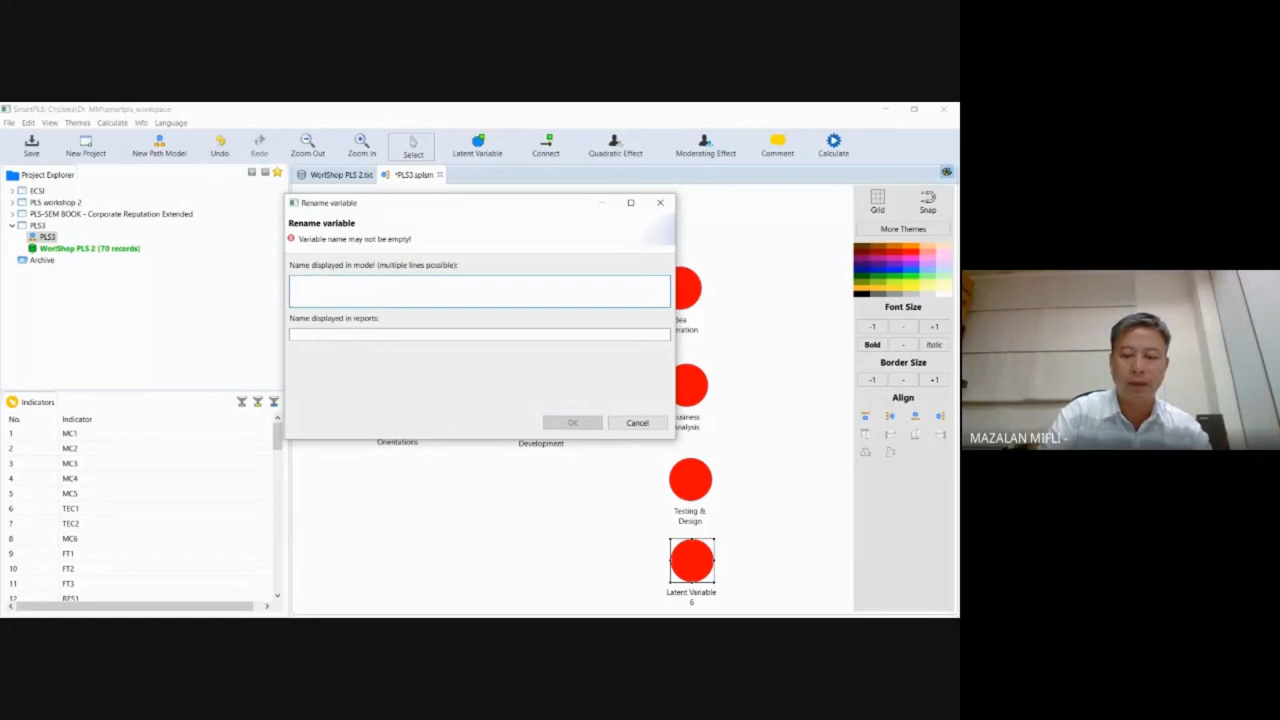 SmartPLS: C:\Users\Dr. MM\smartpls_workspace
File Edit View Themes Calculate Info Language
Save New Project New Path Model Undo Redo Zoom Out Zoom In Select Latent Variable Connect Quadratic Effect Moderating Effect Comment Calculate
Project Explorer
ECSI
PLS workshop 2
PLS-SEM BOOK - Corporate Reputation Extended
PLS3
PLS3
WorlShop PLS 2 [70 records]
Archive
WorlShop PLS 2.txt *PLS3.splsm
Rename variable
Rename variable
Variable name may not be empty!
Name displayed in model (multiple lines possible):
Name displayed in reports:
OK Cancel
Orientations
Development
Testing &
Design
Latent Variable
6
Indicators
No. Indicator
1 MC1
2 MC2
3 MC3
4 MC4
5 MC5
6 TEC1
7 TEC2
8 MC6
9 FT1
10 FT2
11 FT3
12 RES1
Grid Snap
More Themes
Font Size
-1 - +1
Bold - Italic
Border Size
-1 - +1
Align
MAZALAN MIFLI -